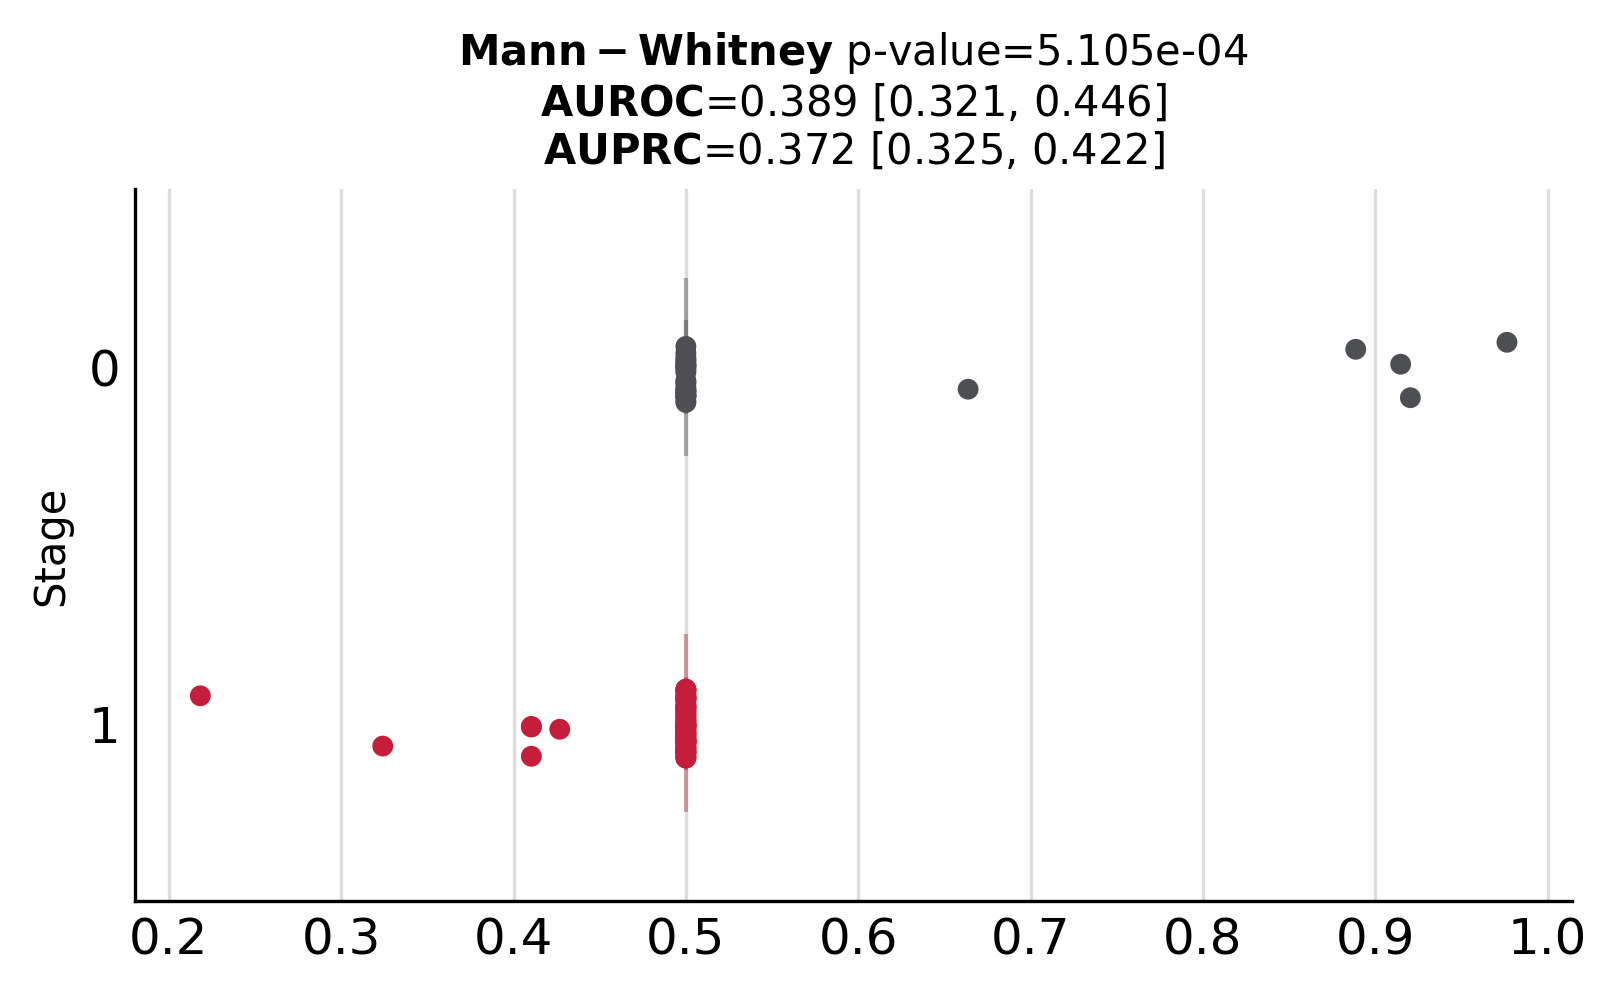 Mann – Whitney p-value=5.105e-04
AUROC=0.389 [0.321, 0.446]
AUPRC=0.372 [0.325, 0.422]
0
Stage
1
0.2 0.3 0.4 0.5 0.6 0.7 0.8 0.9 1.0